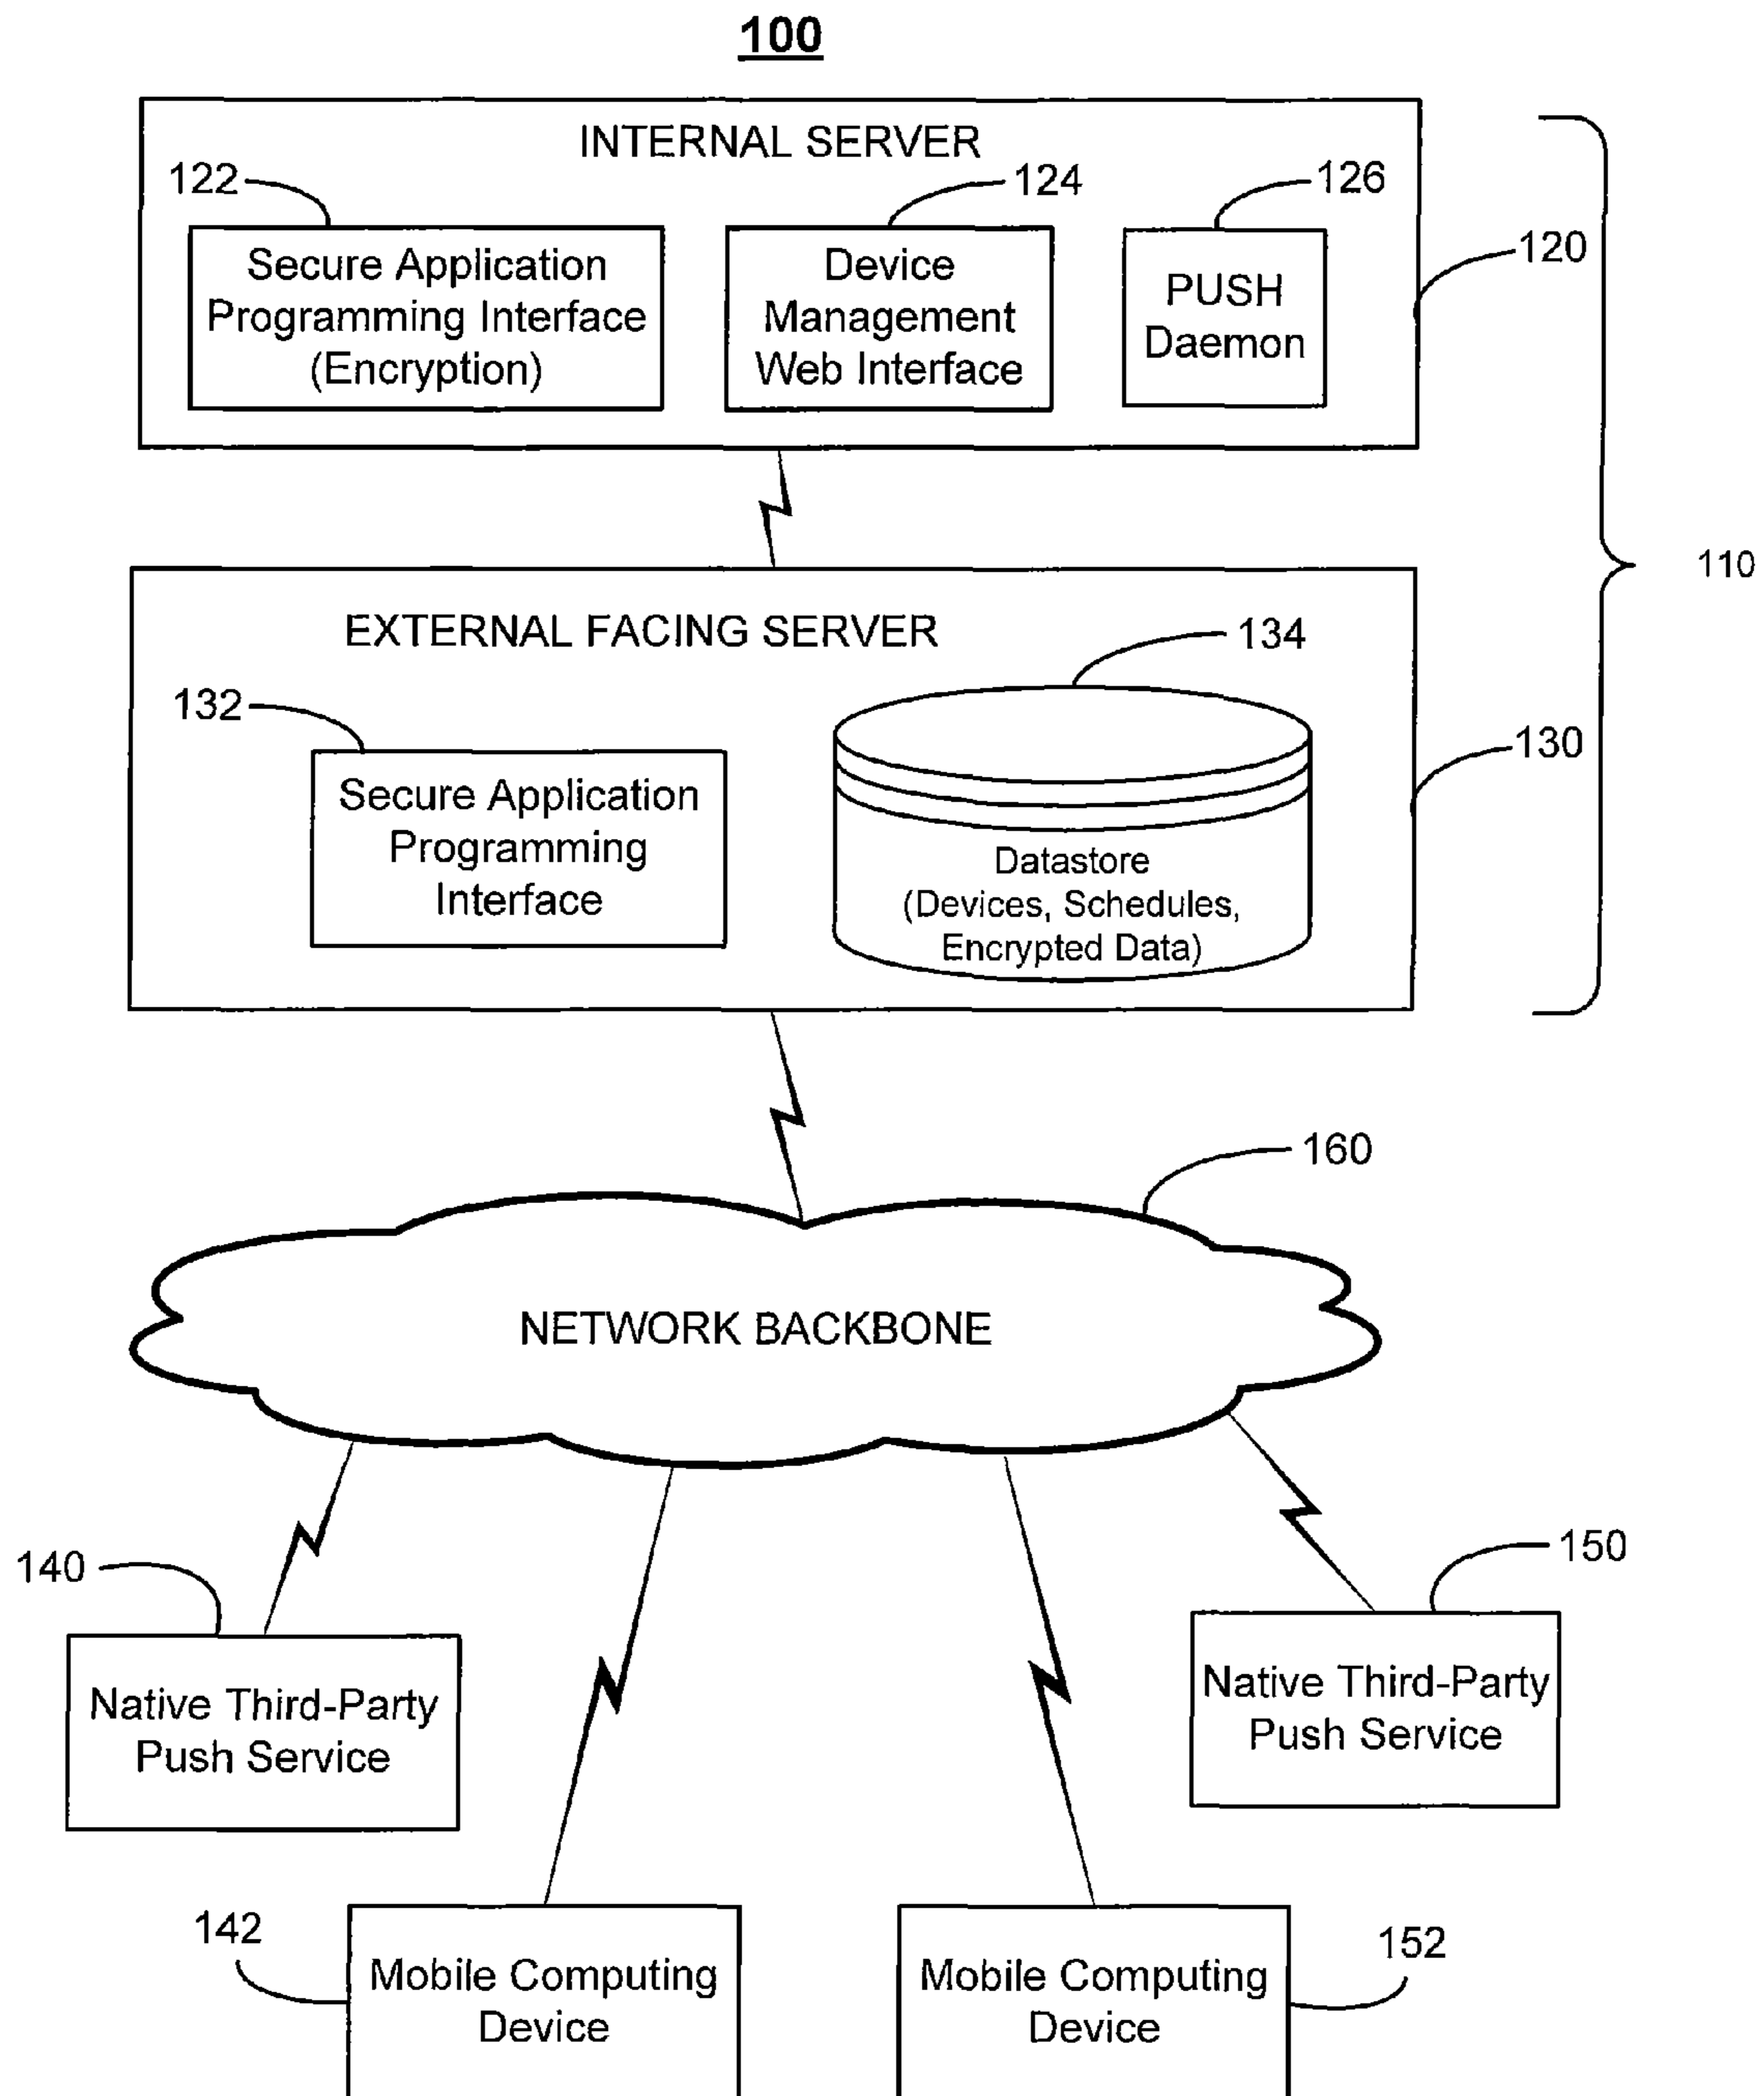 100
INTERNAL SERVER
122
124
126
120
Secure Application
Programming Interface
(Encryption)
Device
Management
Web Interface
PUSH
Daemon
110
EXTERNAL FACING SERVER
134
132
130
Secure Application
Programming
Interface
Datastore
(Devices, Schedules,
Encrypted Data)
160
NETWORK BACKBONE
140
150
Native Third-Party
Push Service
Native Third-Party
Push Service
142
152
Mobile Computing
Device
Mobile Computing
Device